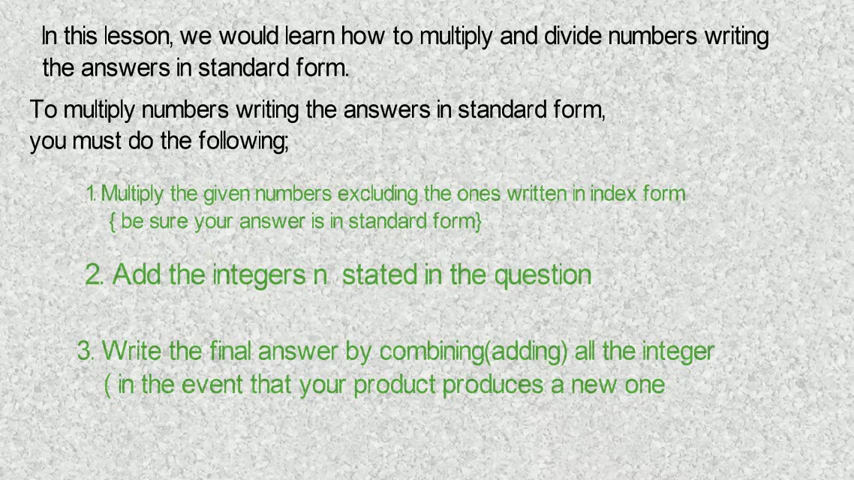 In this lesson, we would learn how to multiply and divide numbers writing
the answers in standard form.
To multiply numbers writing the answers in standard form,
you must do the following;
1. Multiply the given numbers excluding the ones written in index form
{ be sure your answer is in standard form}
2. Add the integers n stated in the question
3. Write the final answer by combining(adding) all the integer
( in the event that your product produces a new one